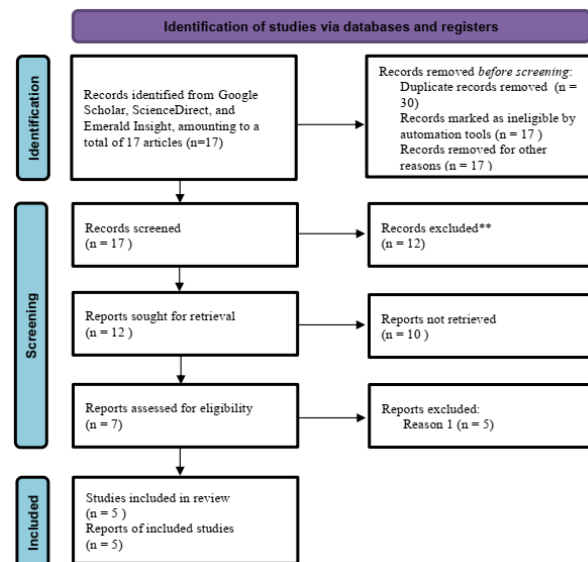 Identification of studies via databases and registers
Identification
Records identified from Google
Scholar, ScienceDirect, and
Emerald Insight, amounting to a
total of 17 articles (n=17)
Records removed before screening:
Duplicate records removed (n =
30)
Records marked as ineligible by
automation tools (n = 17 )
Records removed for other
reasons (n = 17 )
Screening
Records screened
(n = 17 )
Records excluded**
(n = 12)
Reports sought for retrieval
(n = 12 )
Reports not retrieved
(n = 10 )
Reports assessed for eligibility
(n = 7)
Reports excluded:
Reason 1 (n = 5)
Included
Studies included in review
(n = 5 )
Reports of included studies
(n = 5)